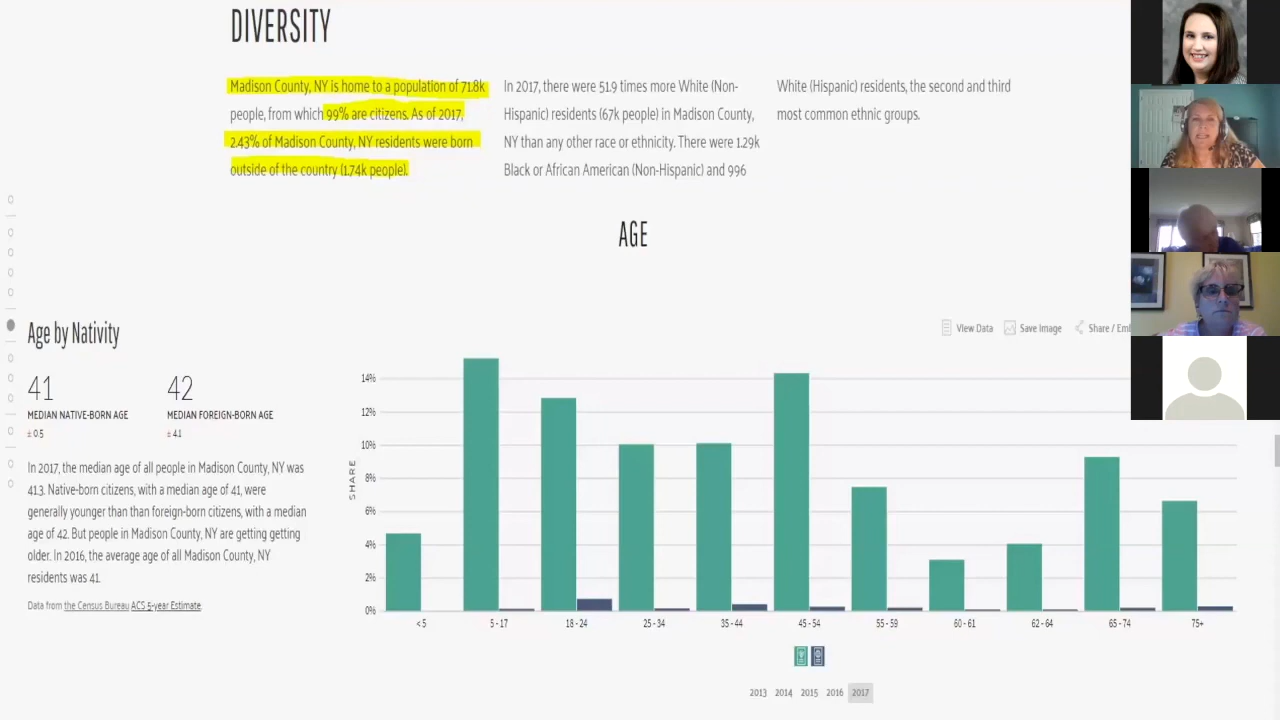 DIVERSITY
Madison County, NY is home to a population of 71.8k
people, from which 99% are citizens. As of 2017,
2.43% of Madison County, NY residents were born
outside of the country (1.74k people).
In 2017, there were 51.9 times more White (Non-
Hispanic) residents (67k people) in Madison County,
NY than any other race or ethnicity. There were 1.29k
Black or African American (Non-Hispanic) and 996
White (Hispanic) residents, the second and third
most common ethnic groups.
AGE
Age by Nativity
41
MEDIAN NATIVE-BORN AGE
± 0.5
42
MEDIAN FOREIGN-BORN AGE
± 4.1
In 2017, the median age of all people in Madison County, NY was
41.3. Native-born citizens, with a median age of 41, were
generally younger than than foreign-born citizens, with a median
age of 42. But people in Madison County, NY are getting getting
older. In 2016, the average age of all Madison County, NY
residents was 41.
Data from the Census Bureau ACS 5-year Estimate
View Data
Save Image
Share / Emb
SHARE
14%
12%
10%
8%
6%
4%
2%
0%
< 5
5 - 17
18 - 24
25 - 34
35 - 44
45 - 54
55 - 59
60 - 61
62 - 64
65 - 74
75+
2013 2014 2015 2016 2017